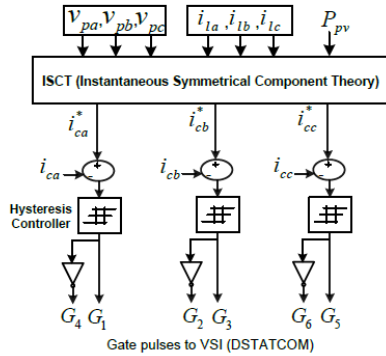 v_pa, v_pb, v_pc i_la, i_lb, i_lc P_pv
ISCT (Instantaneous Symmetrical Component Theory)
i*_ca i*_cb i*_cc
+ + +
i_ca - i_cb - i_cc -
Hysteresis
Controller
G_4 G_1 G_2 G_3 G_6 G_5
Gate pulses to VSI (DSTATCOM)